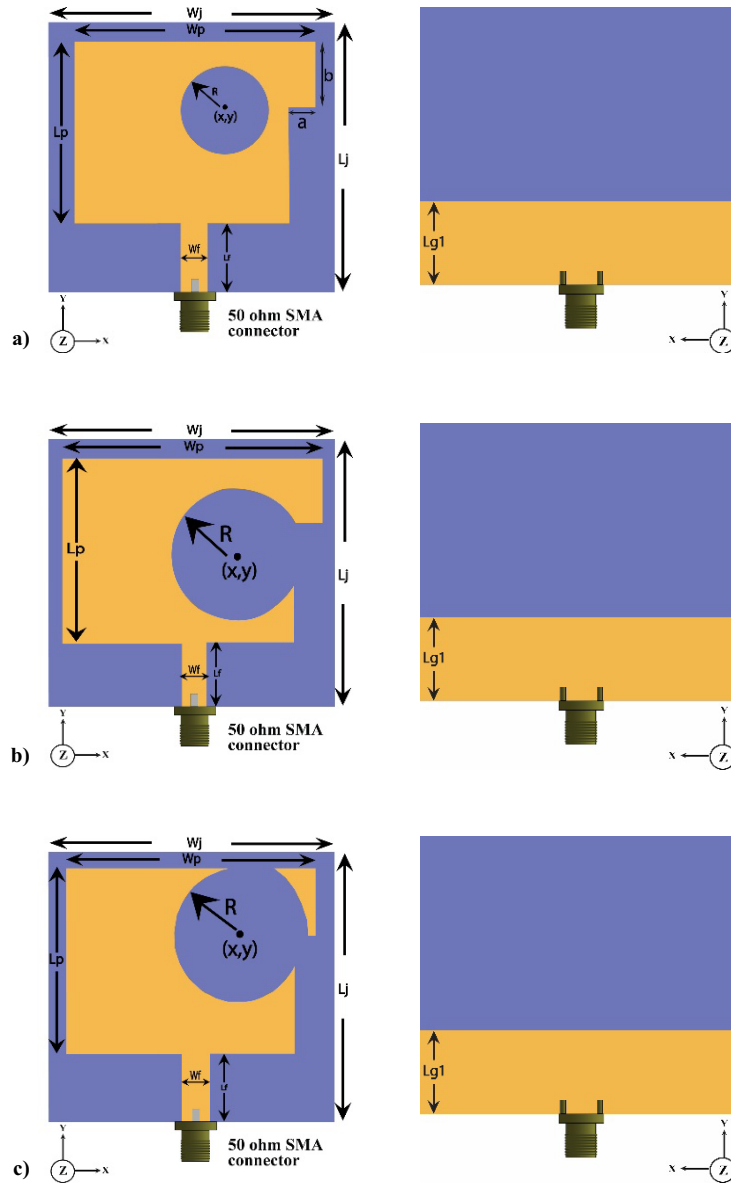 Wj
Wp
R
(x,y)
b
a
Lp
Lj
Lg1
Wf
Lf
50 ohm SMA
connector
Y
Z
X
Y
X
Z
a)
Wj
Wp
R
(x,y)
Lp
Lj
Lg1
Wf
Lf
50 ohm SMA
connector
Y
Z
X
Y
X
Z
b)
Wj
Wp
R
(x,y)
Lp
Lj
Lg1
Wf
Lf
50 ohm SMA
connector
Y
Z
X
Y
X
Z
c)